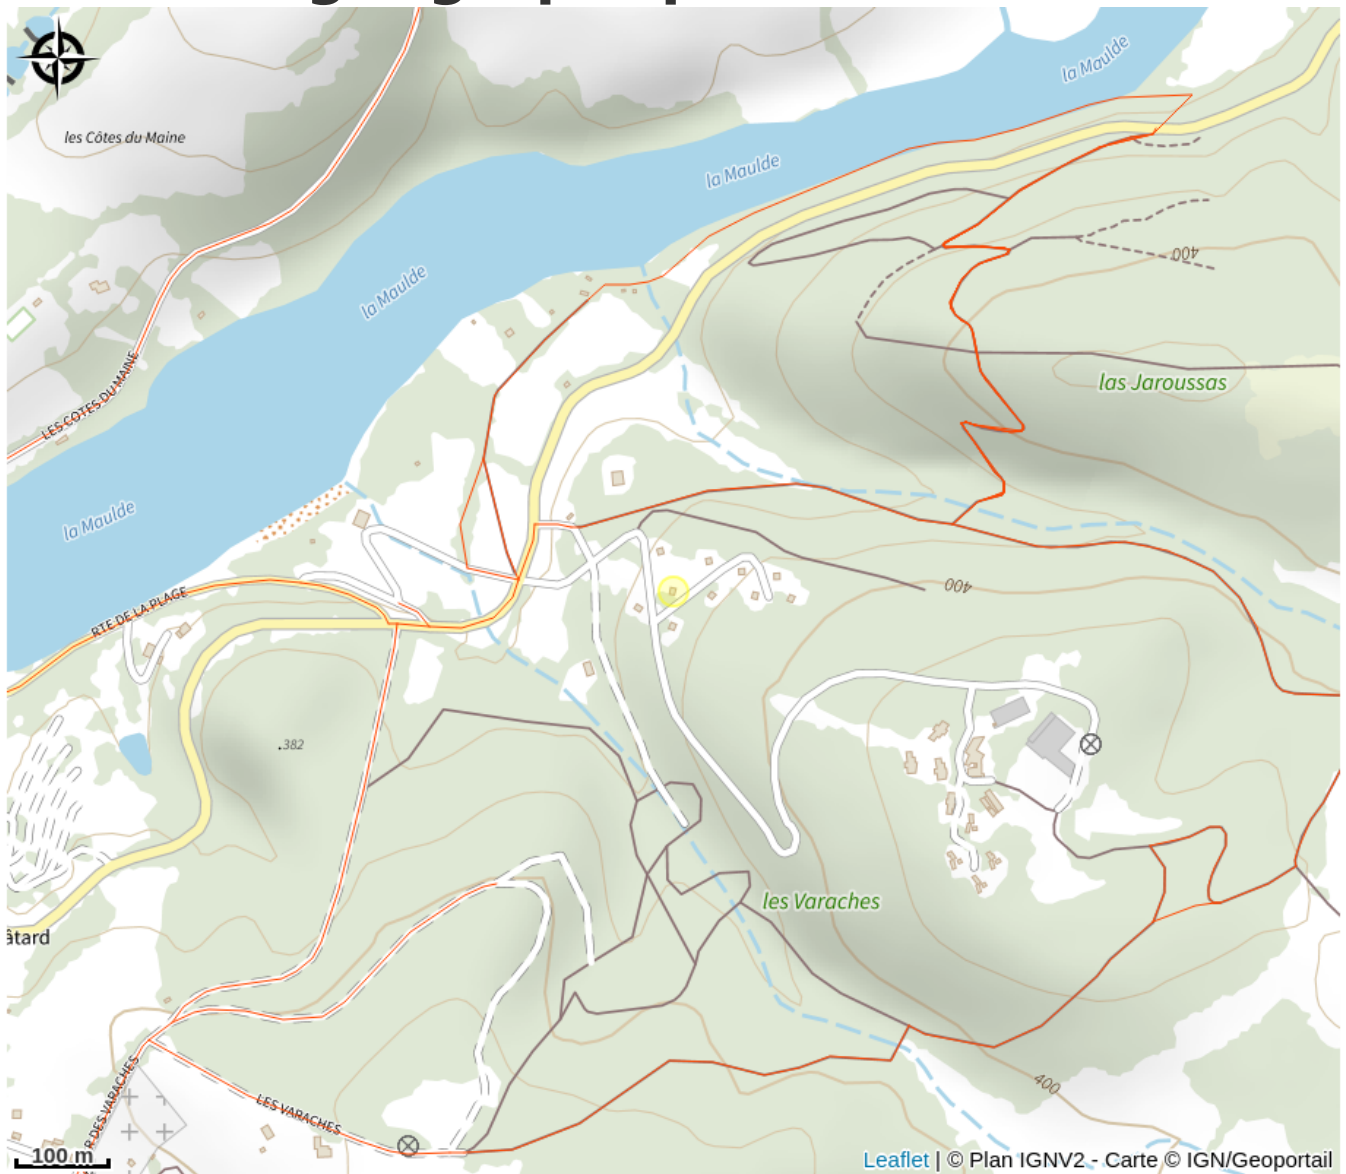 la Maulde
les Côtes du Maine
la Maulde
400
la Maulde
las Jaroussas
LES COTES DU MAINE
la Maulde
400
RTE DE LA PLAGE
.382
les Varaches
âtard
400
R DES VARACHES
LES VARACHES
100 m
Leaflet | © Plan IGNV2 - Carte © IGN/Geoportail